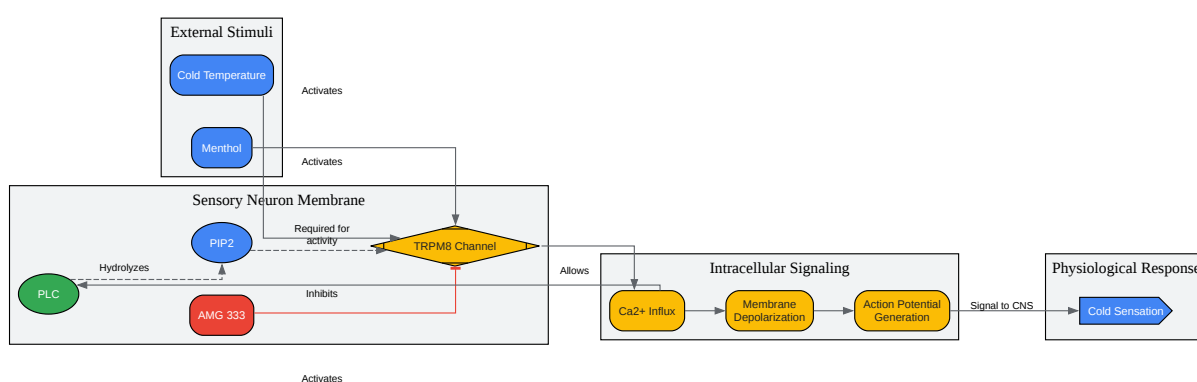 External Stimuli
Cold Temperature
Activates
Menthol
Activates
Sensory Neuron Membrane
PIP2
Required for
activity
TRPM8 Channel
Hydrolyzes
PLC
Inhibits
AMG 333
Allows
Intracellular Signaling
Ca2+ Influx
Membrane
Depolarization
Action Potential
Generation
Signal to CNS
Physiological Response
Cold Sensation
Activates